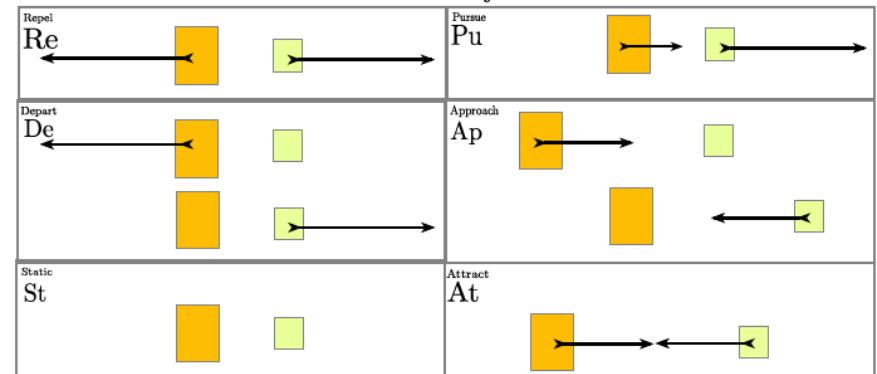 Repel
Re
Pursue
Pu
Depart
De
Approach
Ap
Static
St
Attract
At